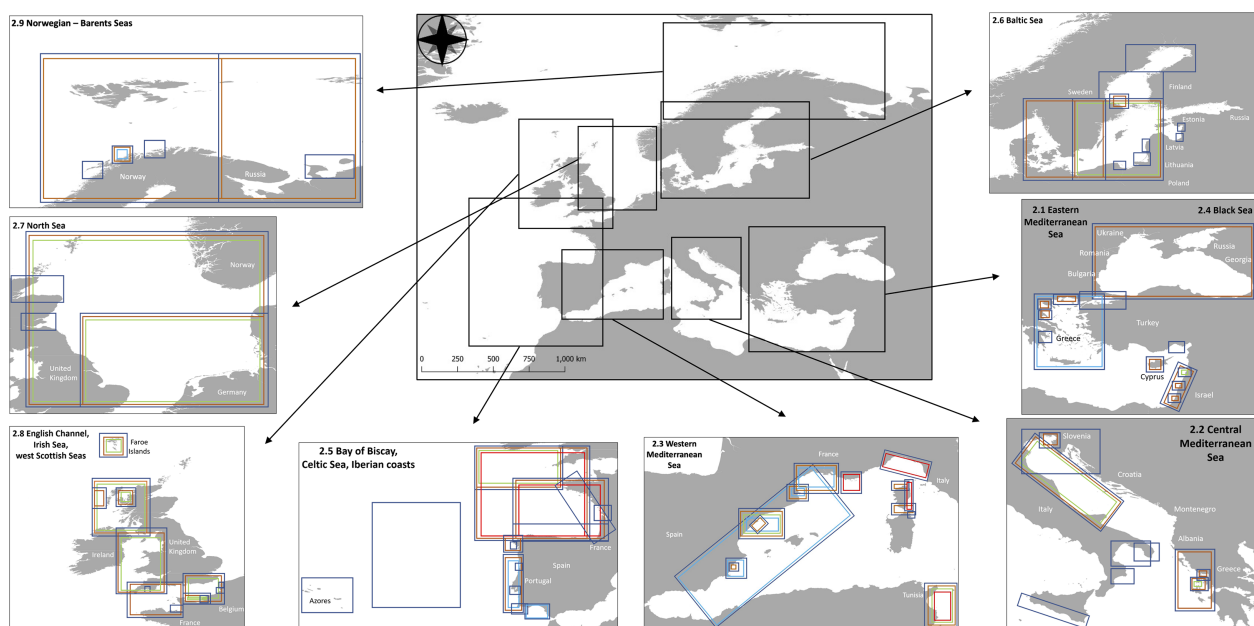 2.9 Norwegian – Barents Seas
Norway
Russia
2.6 Baltic Sea
Sweden
Finland
Russia
Estonia
Latvia
Lithuania
Poland
2.7 North Sea
Norway
United
Kingdom
Germany
0 250 500 750 1,000 km
2.1 Eastern
Mediterranean
Sea
2.4 Black Sea
Ukraine
Romania
Bulgaria
Russia
Georgia
Turkey
Greece
Cyprus
Israel
2.8 English Channel,
Irish Sea,
west Scottish Seas
Faroe
Islands
Ireland
United
Kingdom
Belgium
France
2.5 Bay of Biscay,
Celtic Sea, Iberian coasts
Azores
Portugal
Spain
France
2.3 Western
Mediterranean
Sea
France
Italy
Spain
Tunisia
2.2 Central
Mediterranean
Sea
Slovenia
Croatia
Italy
Montenegro
Albania
Greece